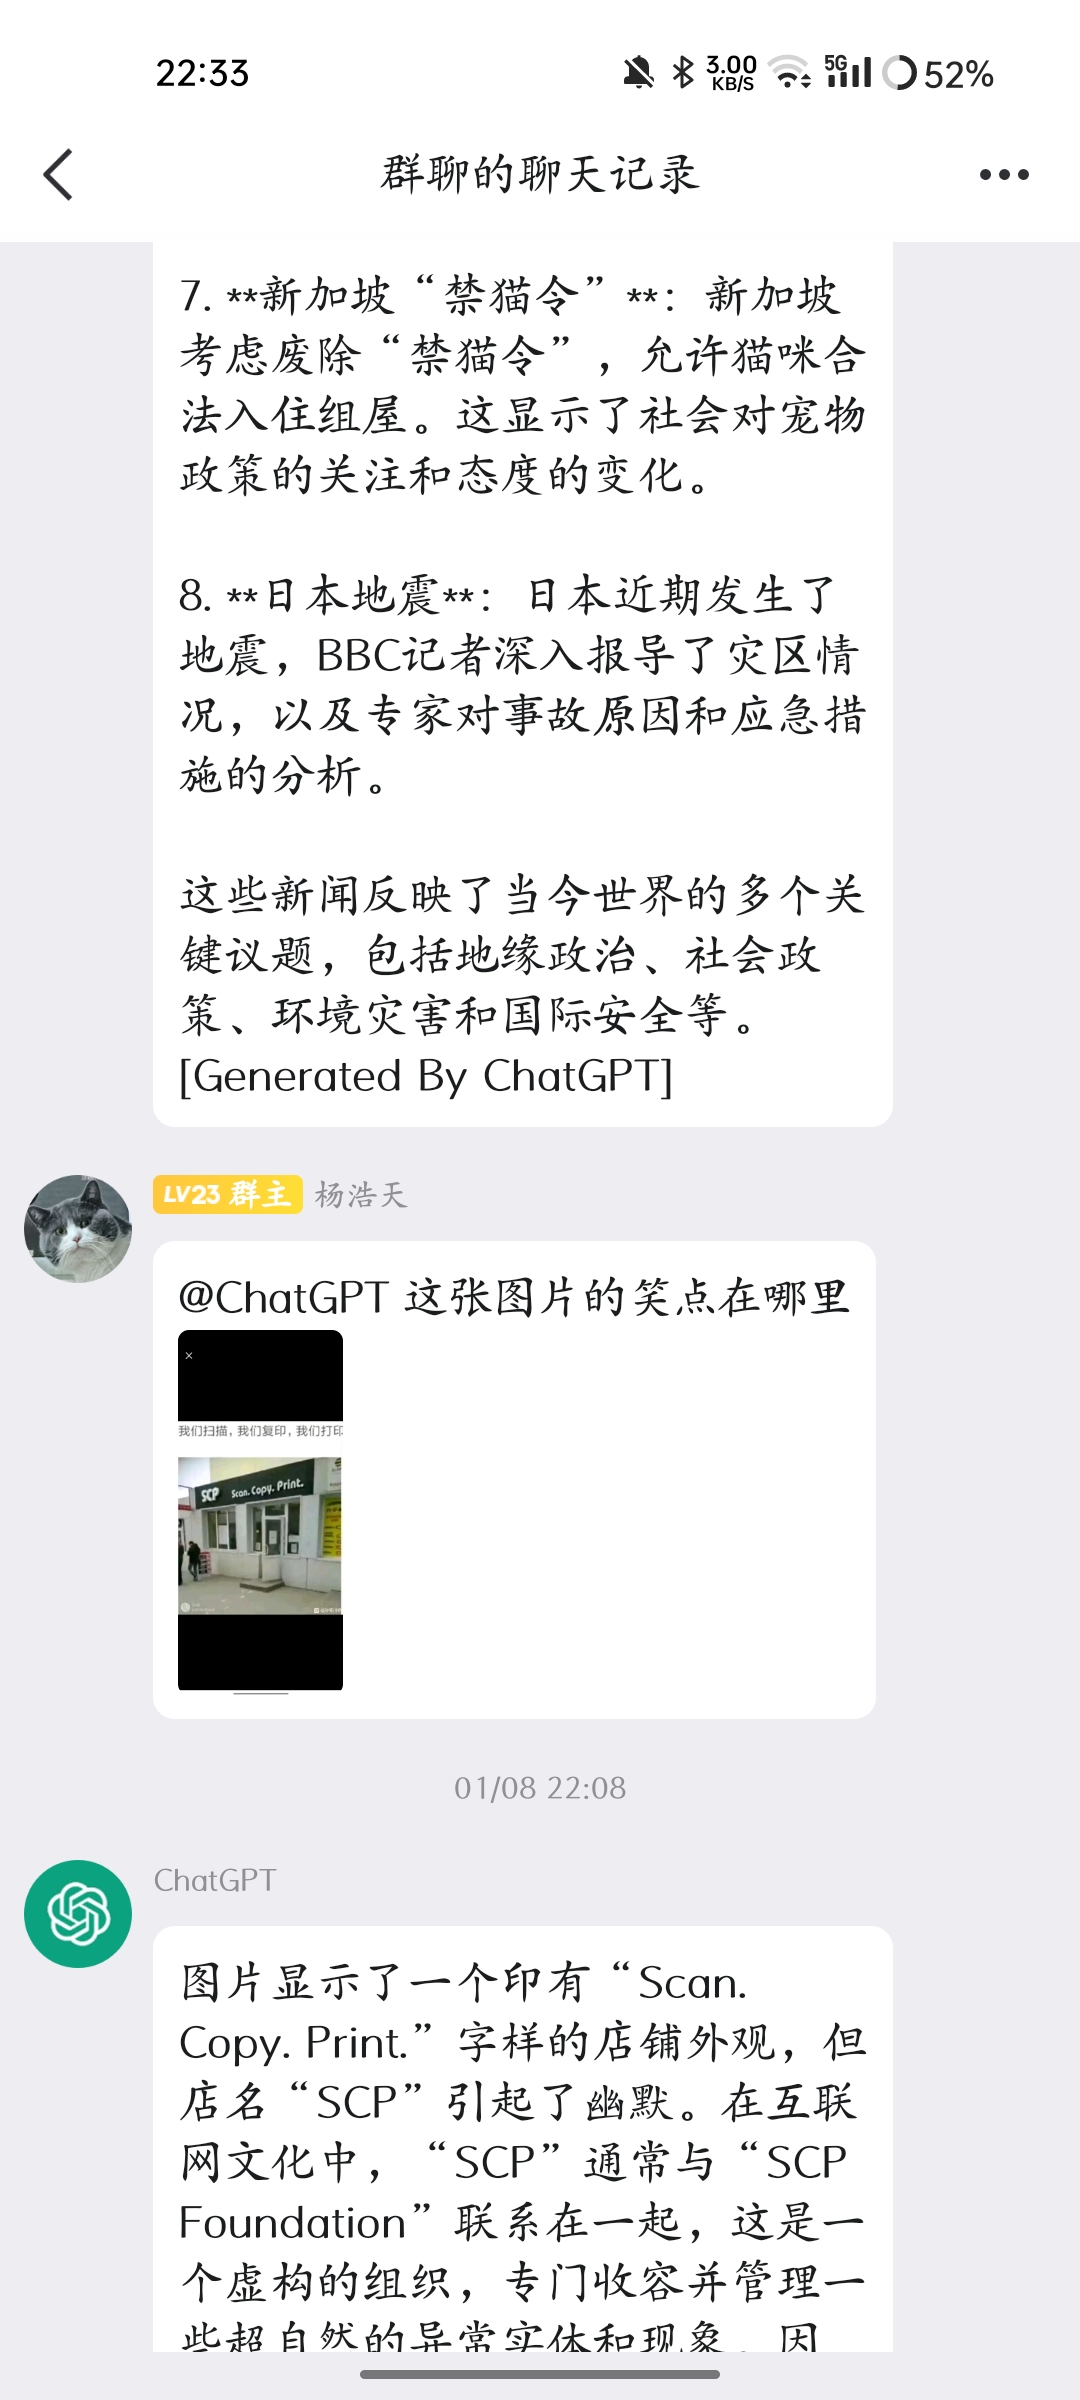 22:33
3.00
KB/S
5G
52%
群聊的聊天记录
7. **新加坡“禁猫令”**：新加坡
考虑废除“禁猫令”，允许猫咪合
法入住组屋。这显示了社会对宠物
政策的关注和态度的变化。
8. **日本地震**：日本近期发生了
地震，BBC记者深入报导了灾区情
况，以及专家对事故原因和应急措
施的分析。
这些新闻反映了当今世界的多个关
键议题，包括地缘政治、社会政
策、环境灾害和国际安全等。
[Generated By ChatGPT]
LV23 群主 杨浩天
@ChatGPT 这张图片的笑点在哪里
我们扫描，我们复印，我们打印
SCP Scan. Copy. Print.
01/08 22:08
ChatGPT
图片显示了一个印有“Scan.
Copy. Print.”字样的店铺外观，但
店名“SCP”引起了幽默。在互联
网文化中，“SCP”通常与“SCP
Foundation”联系在一起，这是一
个虚构的组织，专门收容并管理一
些超自然的异常实体和现象。因